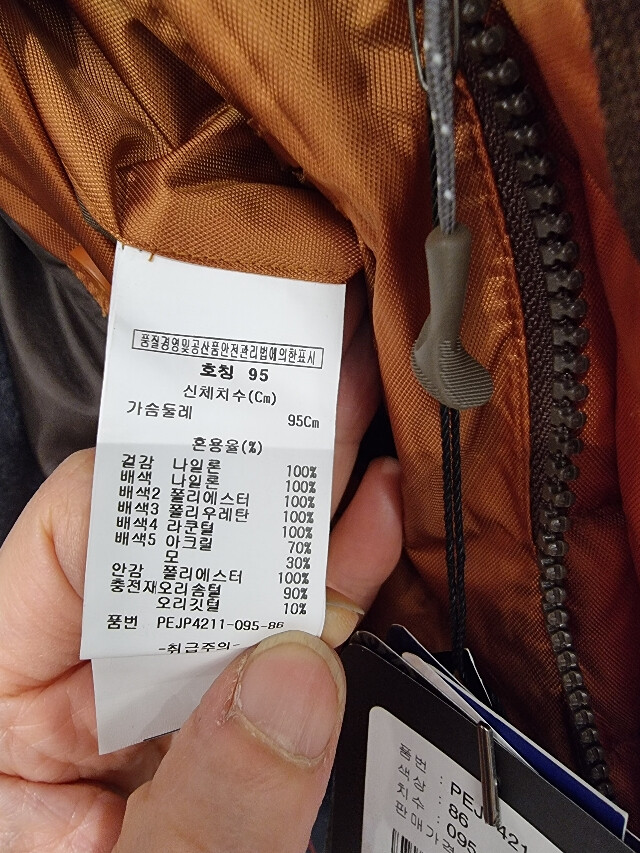 품질경영및공산품안전관리법에의한표시
호칭 95
신체치수(Cm)
가슴둘레 95Cm
혼용율(%)
겉감 나일론 100%
배색 나일론 100%
배색2 폴리에스터 100%
배색3 폴리우레탄 100%
배색4 라쿤털 100%
배색5 아크릴 70%
모 30%
안감 폴리에스터 100%
충전재오리솜털 90%
오리깃털 10%
품번 PEJP4211-095-86
-취급주의-
품번 : PEJP4211
색상 : 86
치수 : 095
판매가격